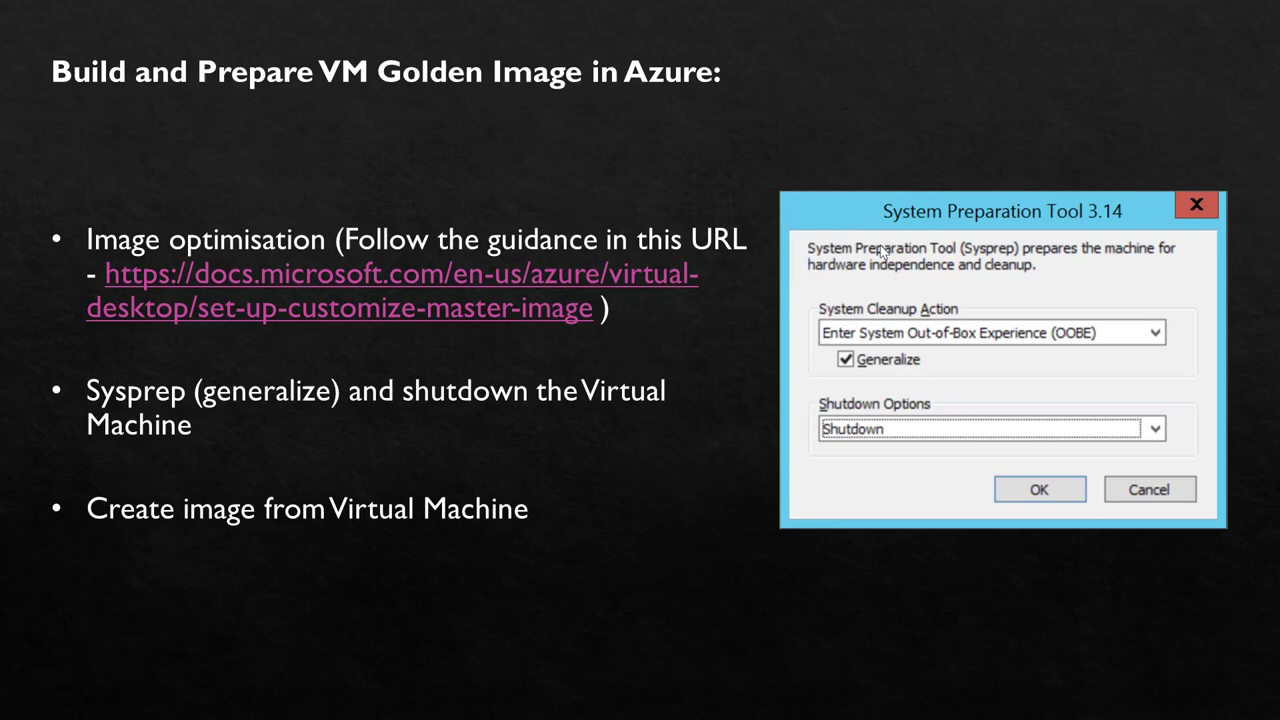 Build and Prepare VM Golden Image in Azure:
• Image optimisation (Follow the guidance in this URL
- https://docs.microsoft.com/en-us/azure/virtual-
desktop/set-up-customize-master-image )
• Sysprep (generalize) and shutdown the Virtual
Machine
• Create image from Virtual Machine
System Preparation Tool 3.14
System Preparation Tool (Sysprep) prepares the machine for
hardware independence and cleanup.
System Cleanup Action
Enter System Out-of-Box Experience (OOBE)
Generalize
Shutdown Options
Shutdown
OK
Cancel